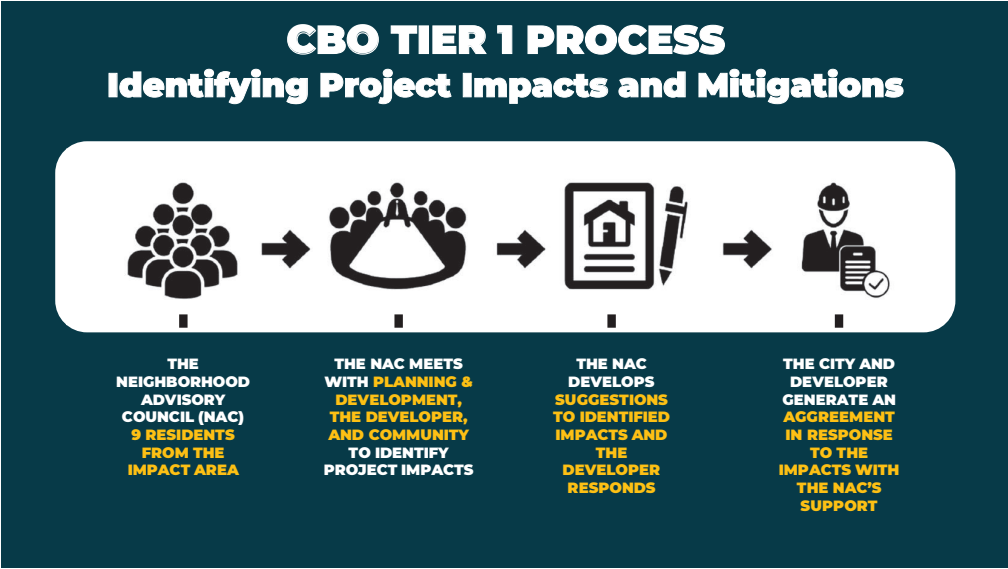 CBO TIER 1 PROCESS
Identifying Project Impacts and Mitigations
THE
NEIGHBORHOOD
ADVISORY
COUNCIL (NAC)
9 RESIDENTS
FROM THE
IMPACT AREA
THE NAC MEETS
WITH PLANNING &
DEVELOPMENT,
THE DEVELOPER,
AND COMMUNITY
TO IDENTIFY
PROJECT IMPACTS
THE NAC
DEVELOPS
SUGGESTIONS
TO IDENTIFIED
IMPACTS AND
THE
DEVELOPER
RESPONDS
THE CITY AND
DEVELOPER
GENERATE AN
AGGREEMENT
IN RESPONSE
TO THE
IMPACTS WITH
THE NAC'S
SUPPORT